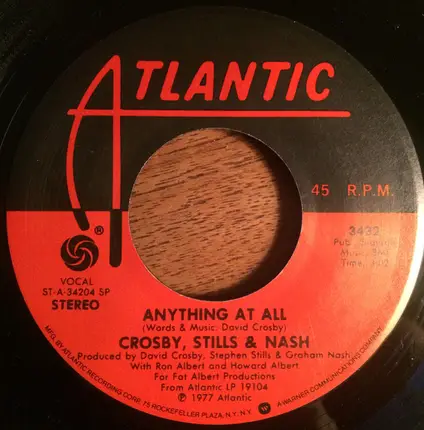 ATLANTIC
45 R.P.M.
3432
®
VOCAL
ST-A-34204 SP
STEREO
ANYTHING AT ALL
(Words & Music: David Crosby)
CROSBY, STILLS & NASH
Produced by David Crosby, Stephen Stills & Graham Nash
With Ron Albert and Howard Albert
For Fat Albert Productions
From Atlantic LP 19104
℗ 1977 Atlantic
MFG. BY ATLANTIC RECORDING CORP., 75 ROCKEFELLER PLAZA, N.Y. N.Y.
A WARNER COMMUNICATIONS COMPANY